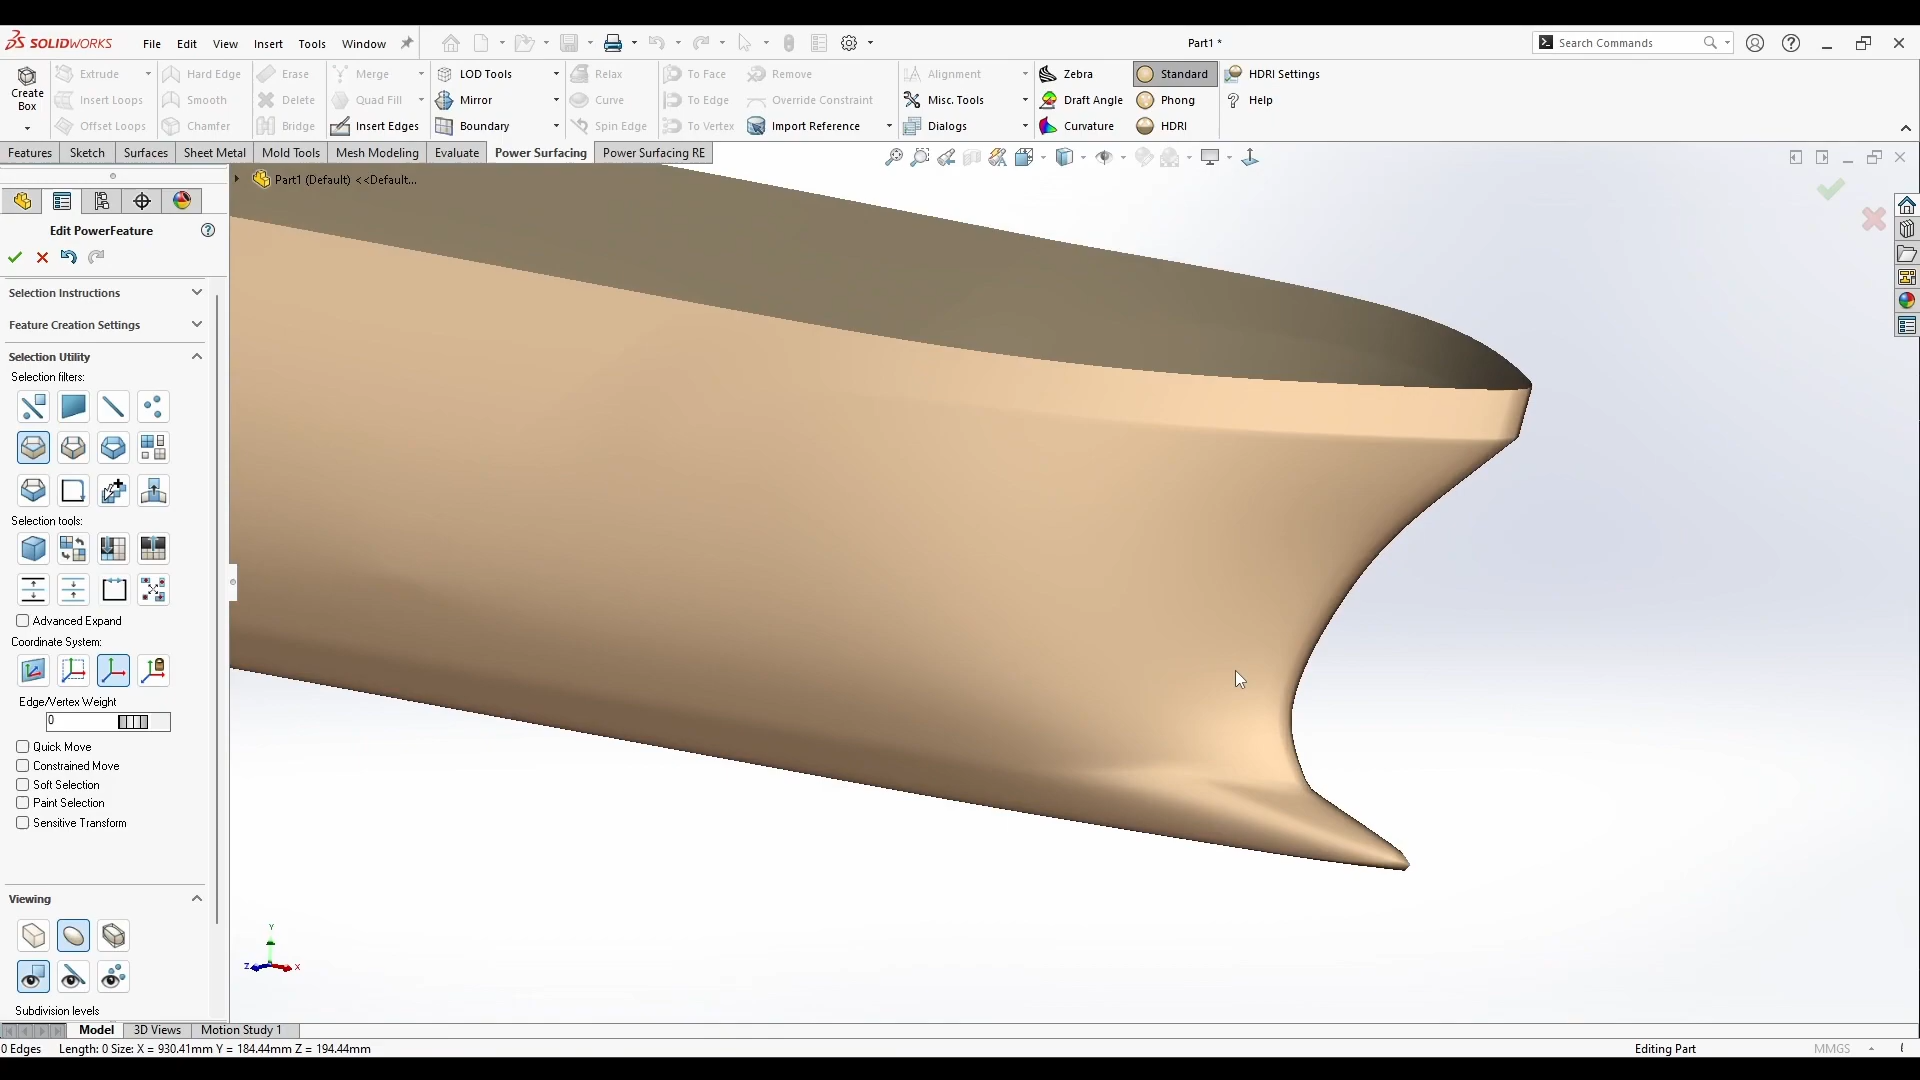 SOLIDWORKS File Edit View Insert Tools Window Part1 * Search Commands
Extrude Hard Edge Erase Merge LOD Tools Relax To Face Remove Alignment Zebra Standard HDRI Settings
Create Box
Insert Loops Smooth Delete Quad Fill Mirror Curve To Edge Override Constraint Misc. Tools Draft Angle Phong Help
Offset Loops Chamfer Bridge Insert Edges Boundary Spin Edge To Vertex Import Reference Dialogs Curvature HDRI
Features Sketch Surfaces Sheet Metal Mold Tools Mesh Modeling Evaluate Power Surfacing Power Surfacing RE
Part1 (Default) <<Default...
Edit PowerFeature
Selection Instructions
Feature Creation Settings
Selection Utility
Selection filters:
Selection tools:
Advanced Expand
Coordinate System:
Edge/Vertex Weight
0
Quick Move
Constrained Move
Soft Selection
Paint Selection
Sensitive Transform
Viewing
Y
Z X
Subdivision levels
Model 3D Views Motion Study 1
0 Edges Length: 0 Size: X = 930.41mm Y = 184.44mm Z = 194.44mm Editing Part MMGS